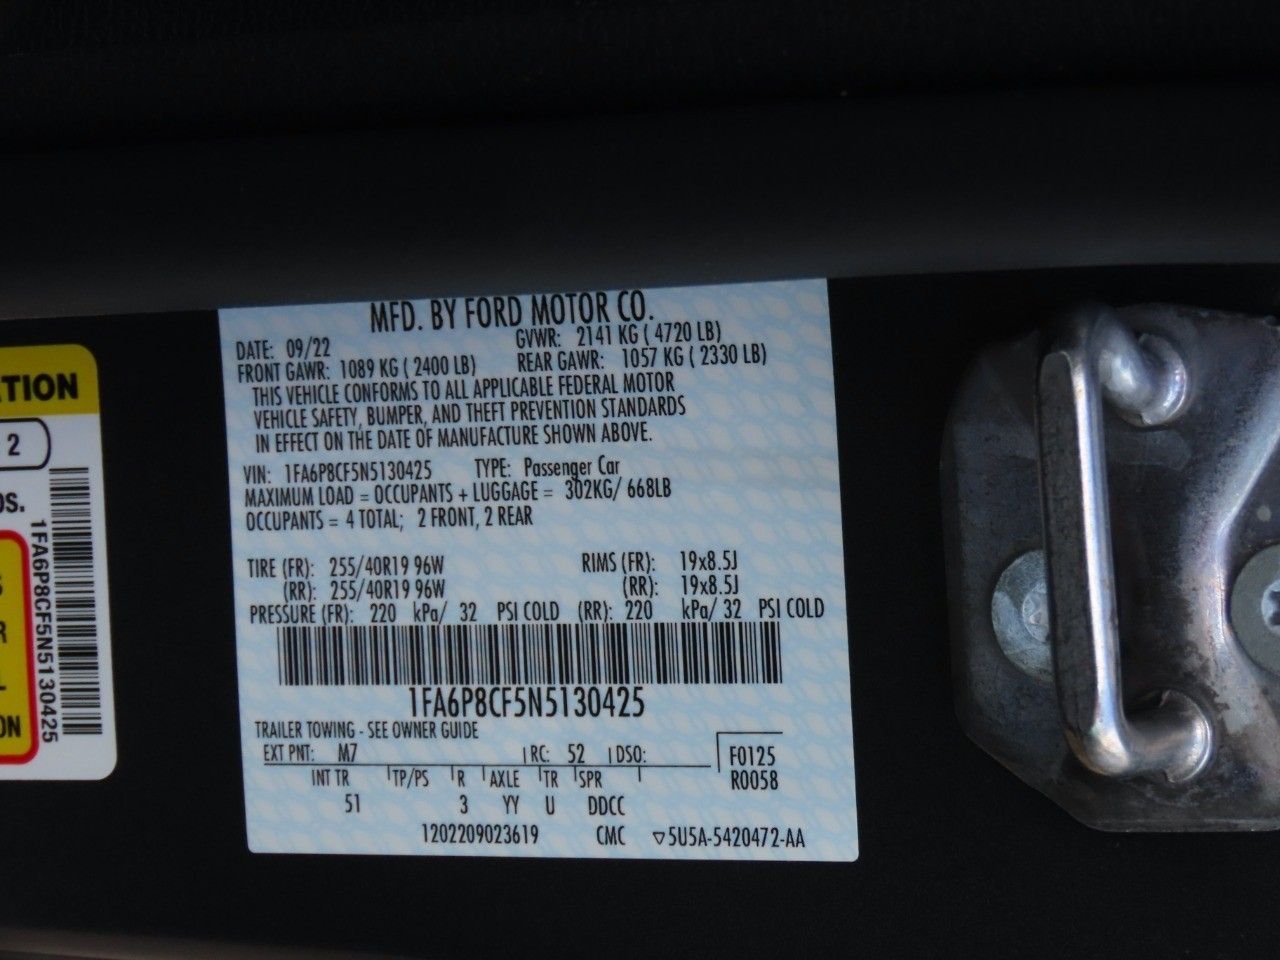 MFD. BY FORD MOTOR CO.
DATE: 09/22 GVWR: 2141 KG ( 4720 LB)
FRONT GAWR: 1089 KG ( 2400 LB) REAR GAWR: 1057 KG ( 2330 LB)
THIS VEHICLE CONFORMS TO ALL APPLICABLE FEDERAL MOTOR
VEHICLE SAFETY, BUMPER, AND THEFT PREVENTION STANDARDS
IN EFFECT ON THE DATE OF MANUFACTURE SHOWN ABOVE.
VIN: 1FA6P8CF5N5130425 TYPE: Passenger Car
MAXIMUM LOAD = OCCUPANTS + LUGGAGE = 302KG/ 668LB
OCCUPANTS = 4 TOTAL; 2 FRONT, 2 REAR
TIRE (FR): 255/40R19 96W RIMS (FR): 19x8.5J
(RR): 255/40R19 96W (RR): 19x8.5J
PRESSURE (FR): 220 kPa/ 32 PSI COLD (RR): 220 kPa/ 32 PSI COLD
1FA6P8CF5N5130425
TRAILER TOWING - SEE OWNER GUIDE
EXT PNT: M7 RC: 52 DSO: F0125
INT TR TP/PS R AXLE TR SPR R0058
51 3 YY U DDCC
1202209023619 CMC ▽5U5A-5420472-AA
TION
2
OS.
1FA6P8CF5N5130425
S
R
L
ON